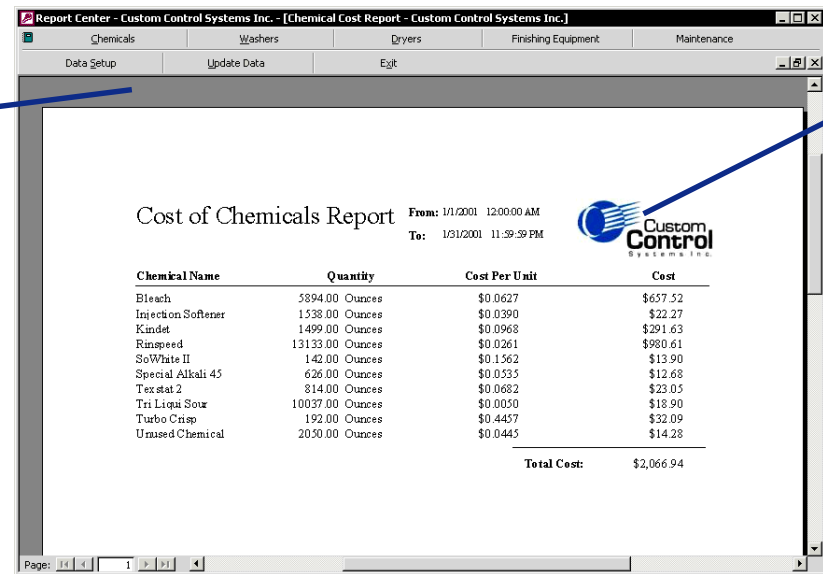 Report Center - Custom Control Systems Inc. - [Chemical Cost Report - Custom Control Systems Inc.]
Chemicals Washers Dryers Finishing Equipment Maintenance
Data Setup Update Data Exit
Cost of Chemicals Report From: 1/1/2001 12:00:00 AM
To: 1/31/2001 11:59:59 PM
Custom
Control
Systems Inc.
Chemical Name Quantity Cost Per Unit Cost
Bleach 5894.00 Ounces $0.0627 $657.52
Injection Softener 1538.00 Ounces $0.0390 $22.27
Kindet 1499.00 Ounces $0.0968 $291.63
Rinspeed 13133.00 Ounces $0.0261 $980.61
SoWhite II 142.00 Ounces $0.1562 $13.90
Special Alkali 45 626.00 Ounces $0.0535 $12.68
Texstat 2 814.00 Ounces $0.0682 $23.05
Tri Liqui Sour 10037.00 Ounces $0.0050 $18.90
Turbo Crisp 192.00 Ounces $0.4457 $32.09
Unused Chemical 2050.00 Ounces $0.0445 $14.28
Total Cost: $2,066.94
Page: 1